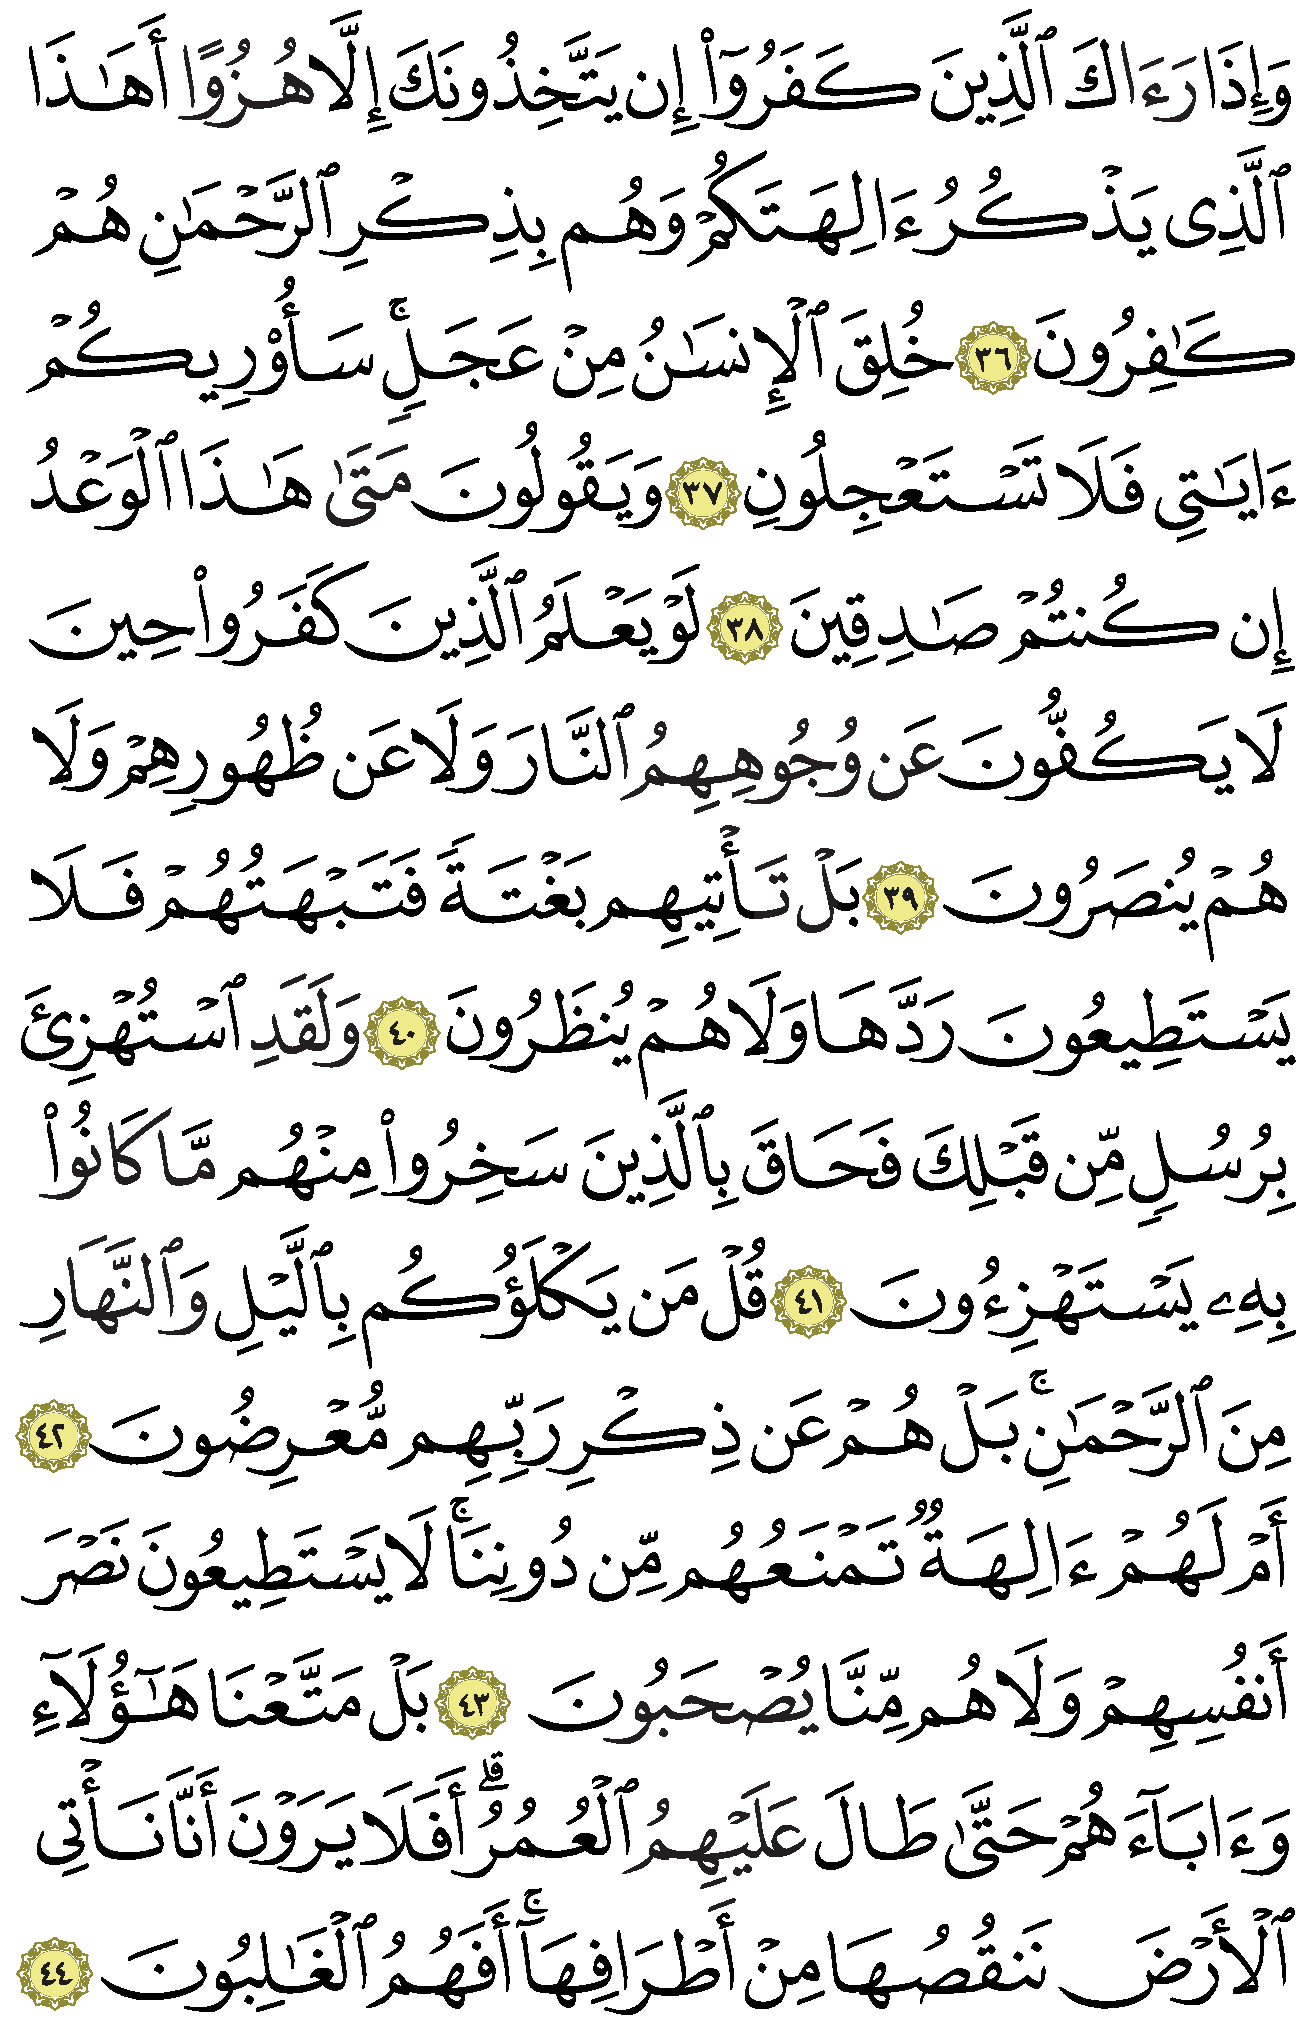 وَإِذَا رَءَاكَ ٱلَّذِينَ كَفَرُوٓا۟ إِن يَتَّخِذُونَكَ إِلَّا هُزُوًا أَهَـٰذَا
ٱلَّذِى يَذْكُرُ ءَالِهَتَكُمْ وَهُم بِذِكْرِ ٱلرَّحْمَـٰنِ هُمْ
كَـٰفِرُونَ ٣٦ خُلِقَ ٱلْإِنسَـٰنُ مِنْ عَجَلٍۚ سَأُو۟رِيكُمْ
ءَايَـٰتِى فَلَا تَسْتَعْجِلُونِ ٣٧ وَيَقُولُونَ مَتَىٰ هَـٰذَا ٱلْوَعْدُ
إِن كُنتُمْ صَـٰدِقِينَ ٣٨ لَوْ يَعْلَمُ ٱلَّذِينَ كَفَرُوا۟ حِينَ
لَا يَكُفُّونَ عَن وُجُوهِهِمُ ٱلنَّارَ وَلَا عَن ظُهُورِهِمْ وَلَا
هُمْ يُنصَرُونَ ٣٩ بَلْ تَأْتِيهِم بَغْتَةً فَتَبْهَتُهُمْ فَلَا
يَسْتَطِيعُونَ رَدَّهَا وَلَا هُمْ يُنظَرُونَ ٤٠ وَلَقَدِ ٱسْتُهْزِئَ
بِرُسُلٍ مِّن قَبْلِكَ فَحَاقَ بِٱلَّذِينَ سَخِرُوا۟ مِنْهُم مَّا كَانُوا۟
بِهِۦ يَسْتَهْزِءُونَ ٤١ قُلْ مَن يَكْلَؤُكُم بِٱلَّيْلِ وَٱلنَّهَارِ
مِنَ ٱلرَّحْمَـٰنِۚ بَلْ هُمْ عَن ذِكْرِ رَبِّهِم مُّعْرِضُونَ ٤٢
أَمْ لَهُمْ ءَالِهَةٌ تَمْنَعُهُم مِّن دُونِنَاۚ لَا يَسْتَطِيعُونَ نَصْرَ
أَنفُسِهِمْ وَلَا هُم مِّنَّا يُصْحَبُونَ ٤٣ بَلْ مَتَّعْنَا هَـٰٓؤُلَآءِ
وَءَابَآءَهُمْ حَتَّىٰ طَالَ عَلَيْهِمُ ٱلْعُمُرُۗ أَفَلَا يَرَوْنَ أَنَّا نَأْتِى
ٱلْأَرْضَ نَنقُصُهَا مِنْ أَطْرَافِهَآۚ أَفَهُمُ ٱلْغَـٰلِبُونَ ٤٤